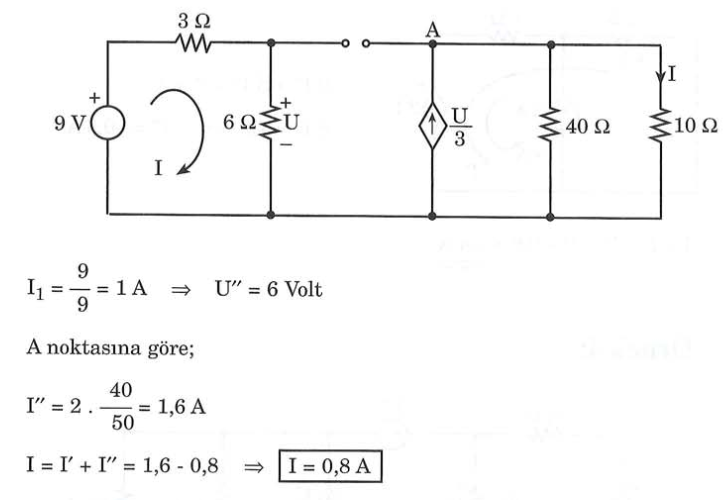 3 Ω
A
I
+
9 V
6 Ω
+
U
−
U
3
40 Ω
10 Ω
I
I₁ = 9/9 = 1 A ⇒ U″ = 6 Volt
A noktasına göre;
I″ = 2 . 40/50 = 1,6 A
I = I′ + I″ = 1,6 - 0,8 ⇒ I = 0,8 A